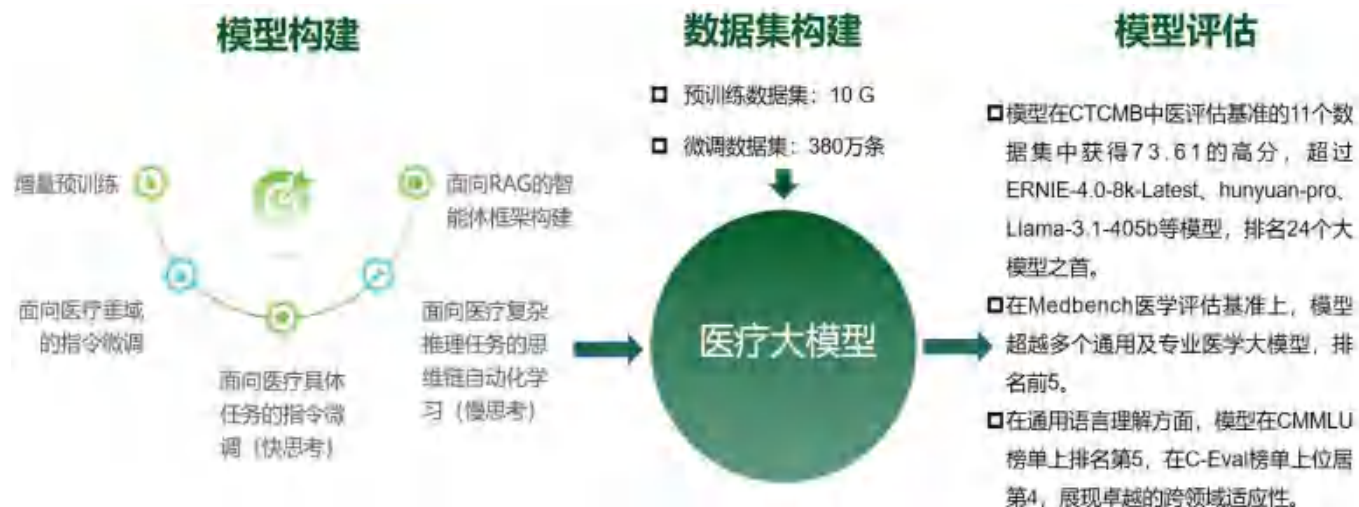 模型构建
增量预训练
面向医疗垂域
的指令微调
面向医疗具体
任务的指令微
调（快思考）
面向医疗复杂
推理任务的思
维链自动化学
习（慢思考）
面向RAG的智
能体框架构建
数据集构建
预训练数据集：10 G
微调数据集：380万条
医疗大模型
模型评估
模型在CTCMB中医评估基准的11个数
据集中获得73.61的高分，超过
ERNIE-4.0-8k-Latest、hunyuan-pro、
Llama-3.1-405b等模型，排名24个大
模型之首。
在Medbench医学评估基准上，模型
超越多个通用及专业医学大模型，排
名前5。
在通用语言理解方面，模型在CMMLU
榜单上排名第5，在C-Eval榜单上位居
第4，展现卓越的跨领域适应性。